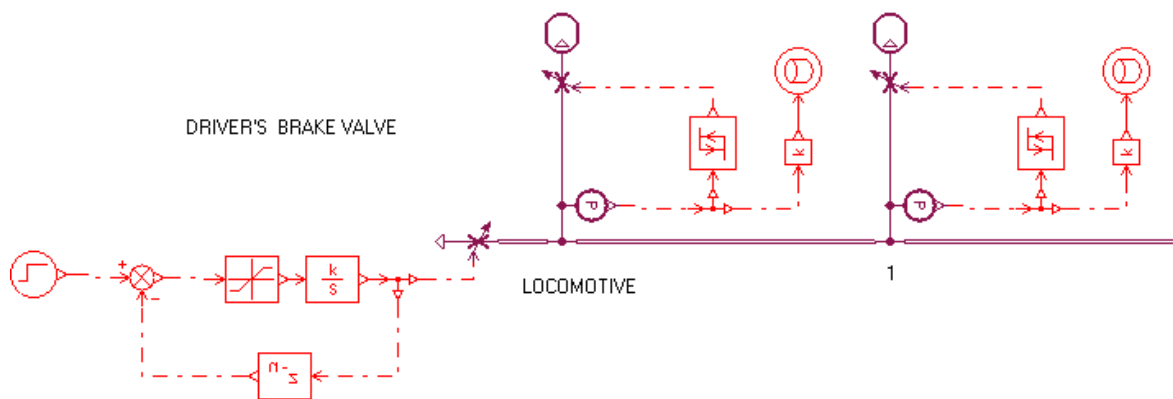 DRIVER'S BRAKE VALVE
k
k
P
P
+
-
k
s
LOCOMOTIVE
1
z-n